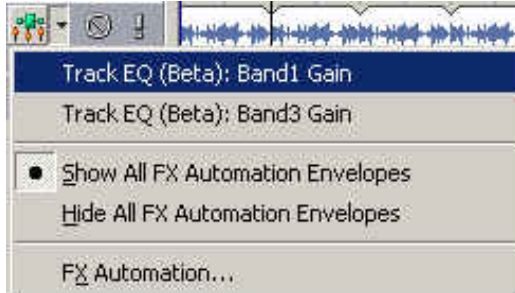 Track EQ (Beta): Band1 Gain
Track EQ (Beta): Band3 Gain
Show All FX Automation Envelopes
Hide All FX Automation Envelopes
FX Automation...